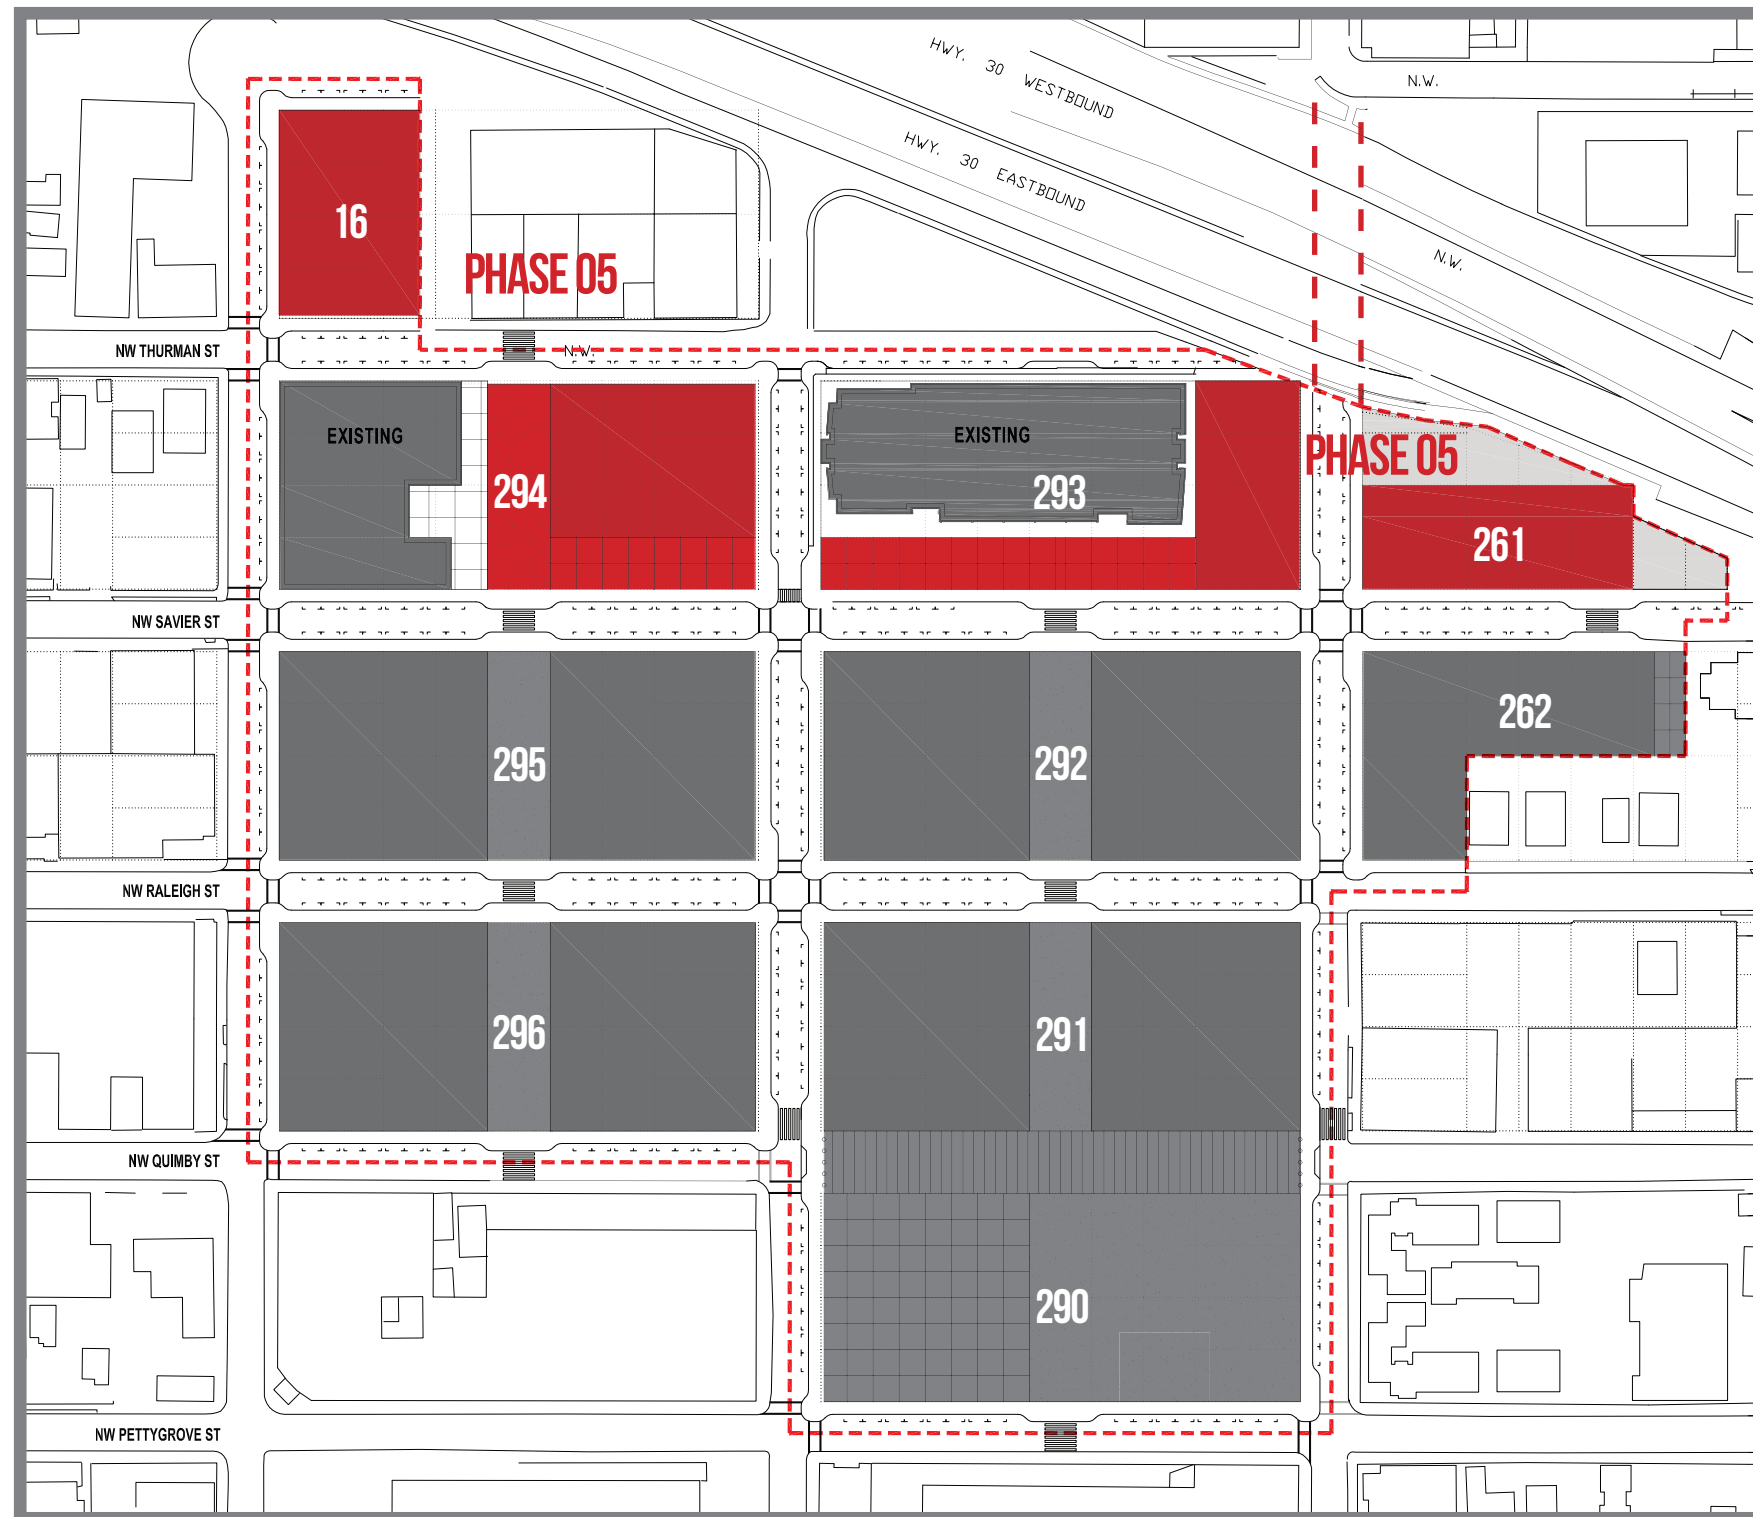 HWY. 30 WESTBOUND
N.W.
HWY. 30 EASTBOUND
16
N.W.
PHASE 05
NW THURMAN ST
N.W.
EXISTING
EXISTING
PHASE 05
294
293
261
NW SAVIER ST
262
295
292
NW RALEIGH ST
296
291
NW QUIMBY ST
290
NW PETTYGROVE ST